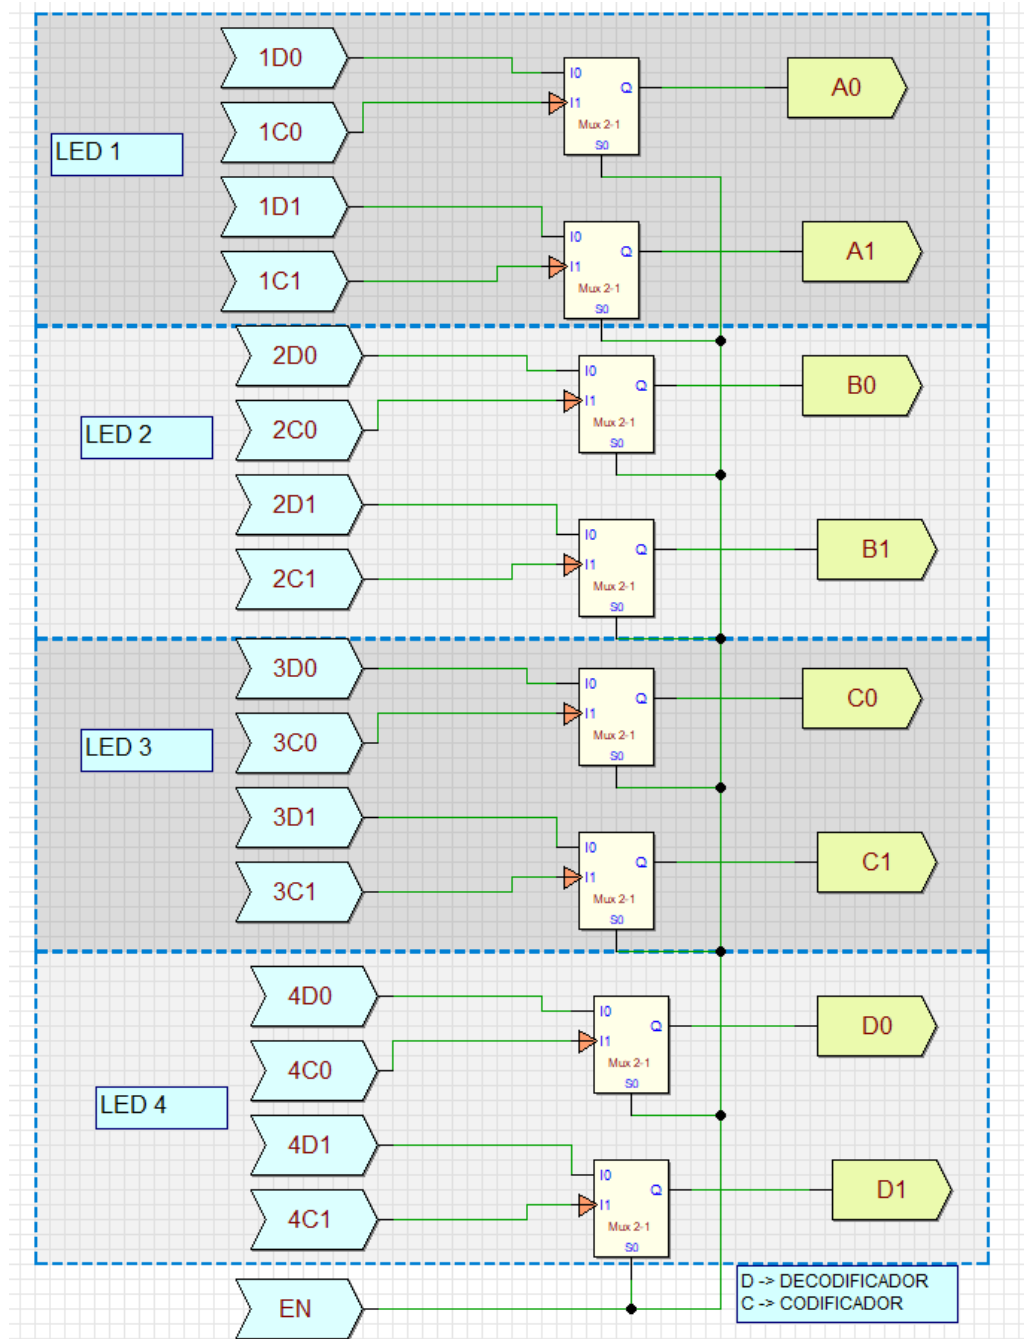 1D0
I0
Q
A0
1C0
I1
Mux 2-1
S0
LED 1
1D1
I0
Q
A1
1C1
I1
Mux 2-1
S0
2D0
I0
Q
B0
2C0
I1
Mux 2-1
S0
LED 2
2D1
I0
Q
B1
2C1
I1
Mux 2-1
S0
3D0
I0
Q
C0
3C0
I1
Mux 2-1
S0
LED 3
3D1
I0
Q
C1
3C1
I1
Mux 2-1
S0
4D0
I0
Q
D0
4C0
I1
Mux 2-1
S0
LED 4
4D1
I0
Q
D1
4C1
I1
Mux 2-1
S0
EN
D -> DECODIFICADOR
C -> CODIFICADOR